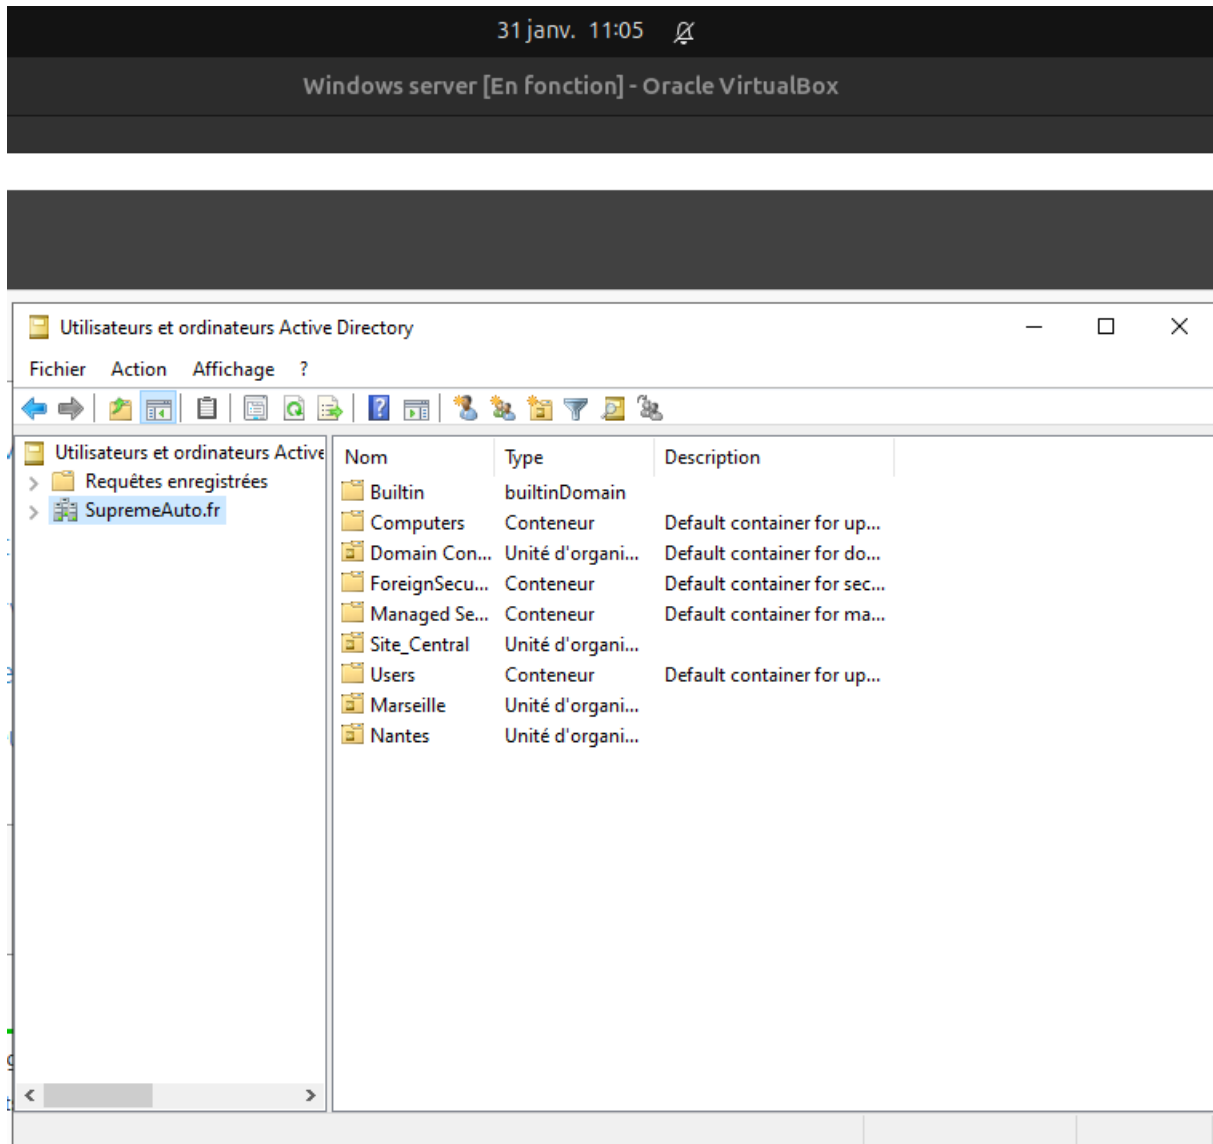 31 janv. 11:05
Windows server [En fonction] - Oracle VirtualBox
Utilisateurs et ordinateurs Active Directory
Fichier Action Affichage ?
Utilisateurs et ordinateurs Active
Requêtes enregistrées
SupremeAuto.fr
Nom Type Description
Builtin builtinDomain
Computers Conteneur Default container for up...
Domain Con... Unité d'organi... Default container for do...
ForeignSecu... Conteneur Default container for sec...
Managed Se... Conteneur Default container for ma...
Site_Central Unité d'organi...
Users Conteneur Default container for up...
Marseille Unité d'organi...
Nantes Unité d'organi...